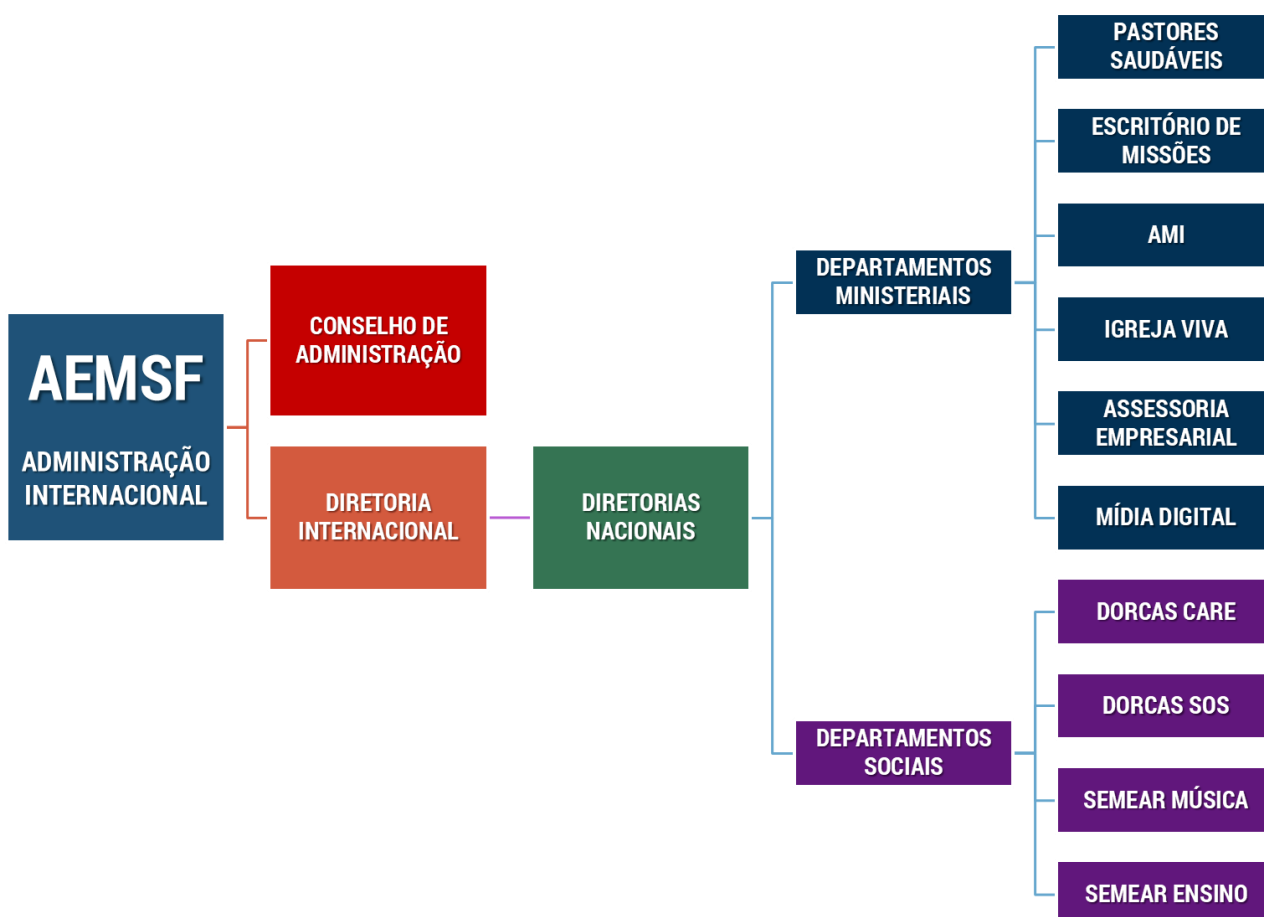 AEMSF
ADMINISTRAÇÃO
INTERNACIONAL
CONSELHO DE
ADMINISTRAÇÃO
DIRETORIA
INTERNACIONAL
DIRETORIAS
NACIONAIS
DEPARTAMENTOS
MINISTERIAIS
PASTORES
SAUDÁVEIS
ESCRITÓRIO DE
MISSÕES
AMI
IGREJA VIVA
ASSESSORIA
EMPRESARIAL
MÍDIA DIGITAL
DEPARTAMENTOS
SOCIAIS
DORCAS CARE
DORCAS SOS
SEMEAR MÚSICA
SEMEAR ENSINO